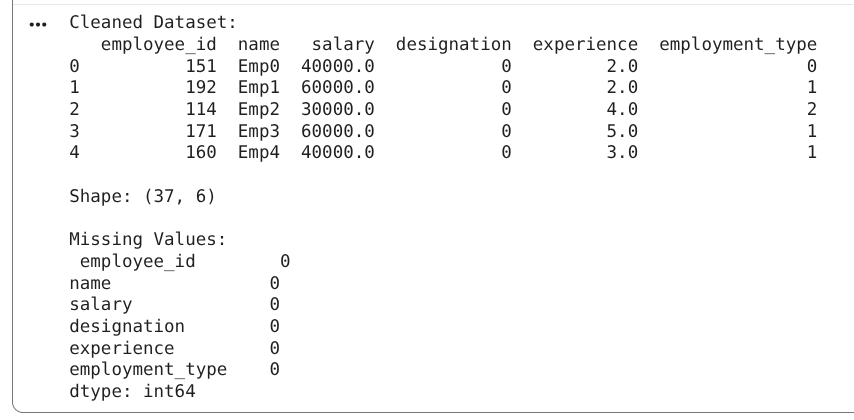 Cleaned Dataset:
   employee_id  name   salary  designation  experience  employment_type
0          151  Emp0  40000.0            0         2.0                0
1          192  Emp1  60000.0            0         2.0                1
2          114  Emp2  30000.0            0         4.0                2
3          171  Emp3  60000.0            0         5.0                1
4          160  Emp4  40000.0            0         3.0                1

Shape: (37, 6)

Missing Values:
 employee_id        0
name               0
salary             0
designation        0
experience         0
employment_type    0
dtype: int64